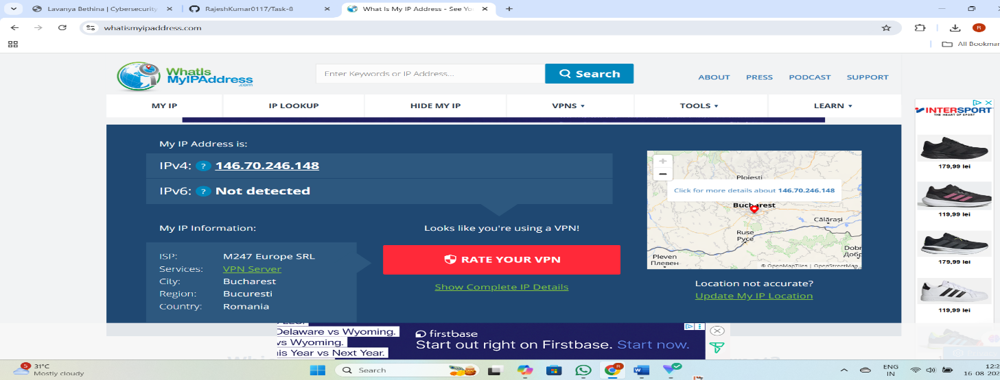 Lavanya Bethina | Cybersecurity
RajeshKumar0117/Task-8
What Is My IP Address - See Yo
whatismyipaddress.com
R
All Bookmar
WhatIs
MyIPAddress
.com
Enter Keywords or IP Address...
Search
ABOUT PRESS PODCAST SUPPORT
MY IP IP LOOKUP HIDE MY IP VPNS TOOLS LEARN
My IP Address is:
IPv4: ? 146.70.246.148
IPv6: ? Not detected
My IP Information:
ISP: M247 Europe SRL
Services: VPN Server
City: Bucharest
Region: Bucuresti
Country: Romania
Looks like you're using a VPN!
RATE YOUR VPN
Show Complete IP Details
Ploiești
Click for more details about 146.70.246.148
Bucharest
Călărași
Ruse
Русе
Dobr
Добр
Pleven
Плевен
© OpenMapTiles | OpenStreetMap
Location not accurate?
Update My IP Location
INTERSPORT
THE HEART OF SPORT
179,99 lei
119,99 lei
179,99 lei
119,99 lei
Delaware vs Wyoming.
vs Wyoming.
his Year vs Next Year.
firstbase
Start out right on Firstbase. Start now.
5
31°C
Mostly cloudy
Search
R
ENG
IN
12:2
16-08-202